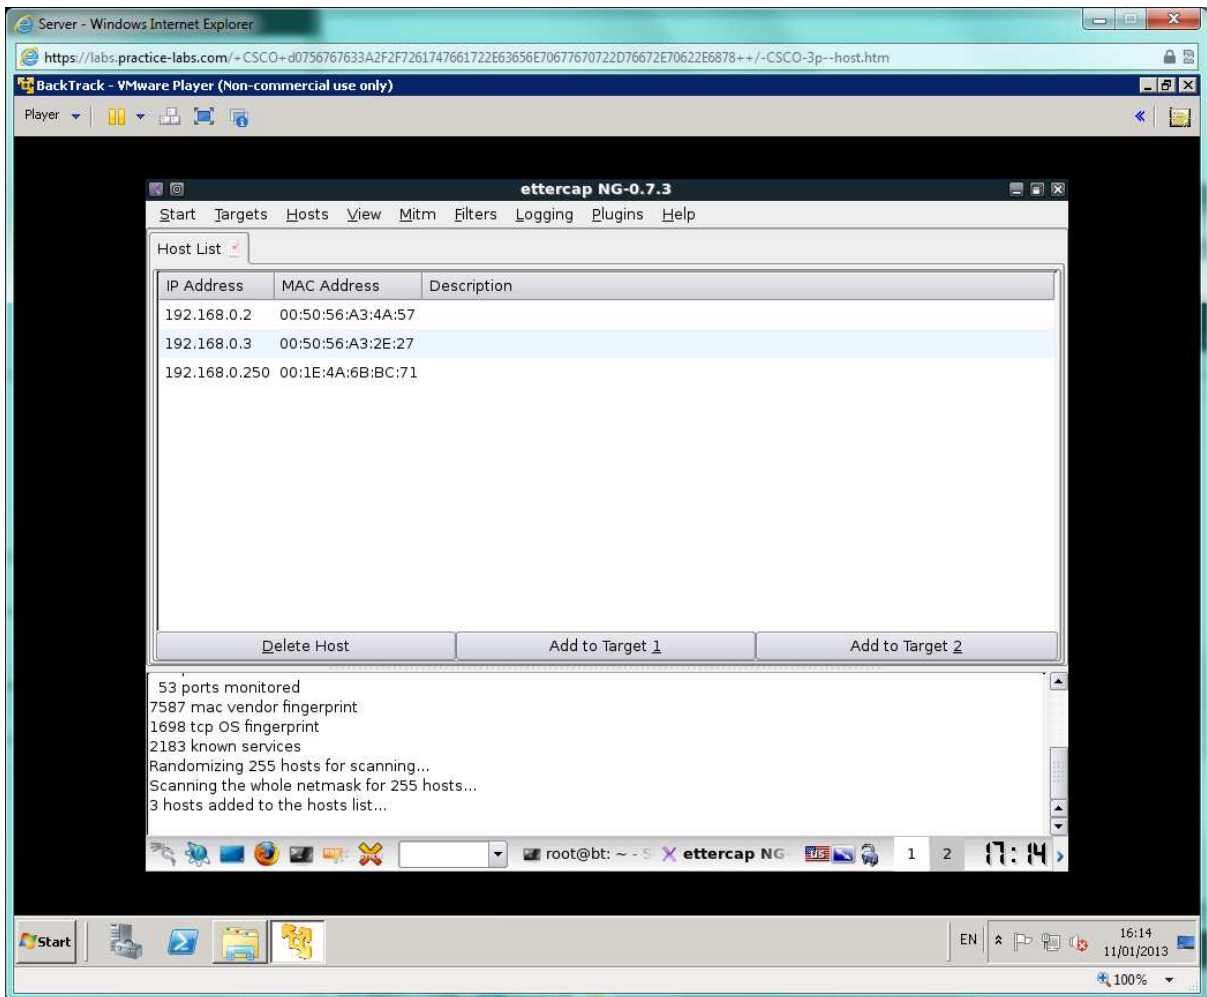 Server - Windows Internet Explorer
https://labs.practice-labs.com/+CSCO+d0756767633A2F2F7261747661722E63656E70677670722D76672E70622E6878++/-CSCO-3p--host.htm
BackTrack - VMware Player (Non-commercial use only)
Player
ettercap NG-0.7.3
Start Targets Hosts View Mitm Filters Logging Plugins Help
Host List
IP Address MAC Address Description
192.168.0.2 00:50:56:A3:4A:57
192.168.0.3 00:50:56:A3:2E:27
192.168.0.250 00:1E:4A:6B:BC:71
Delete Host Add to Target 1 Add to Target 2
53 ports monitored
7587 mac vendor fingerprint
1698 tcp OS fingerprint
2183 known services
Randomizing 255 hosts for scanning...
Scanning the whole netmask for 255 hosts...
3 hosts added to the hosts list...
root@bt: ~ - S ettercap NG- US 1 2 17:14
Start EN 16:14
11/01/2013
100%